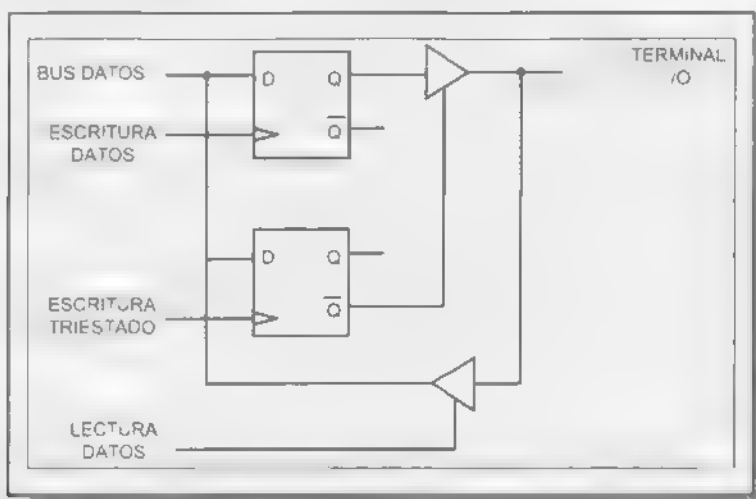 BUS DATOS
D
Q
TERMINAL
/O
ESCRITURA
DATOS
Q
D
Q
ESCRITURA
TRIESTADO
Q
LECTURA
DATOS